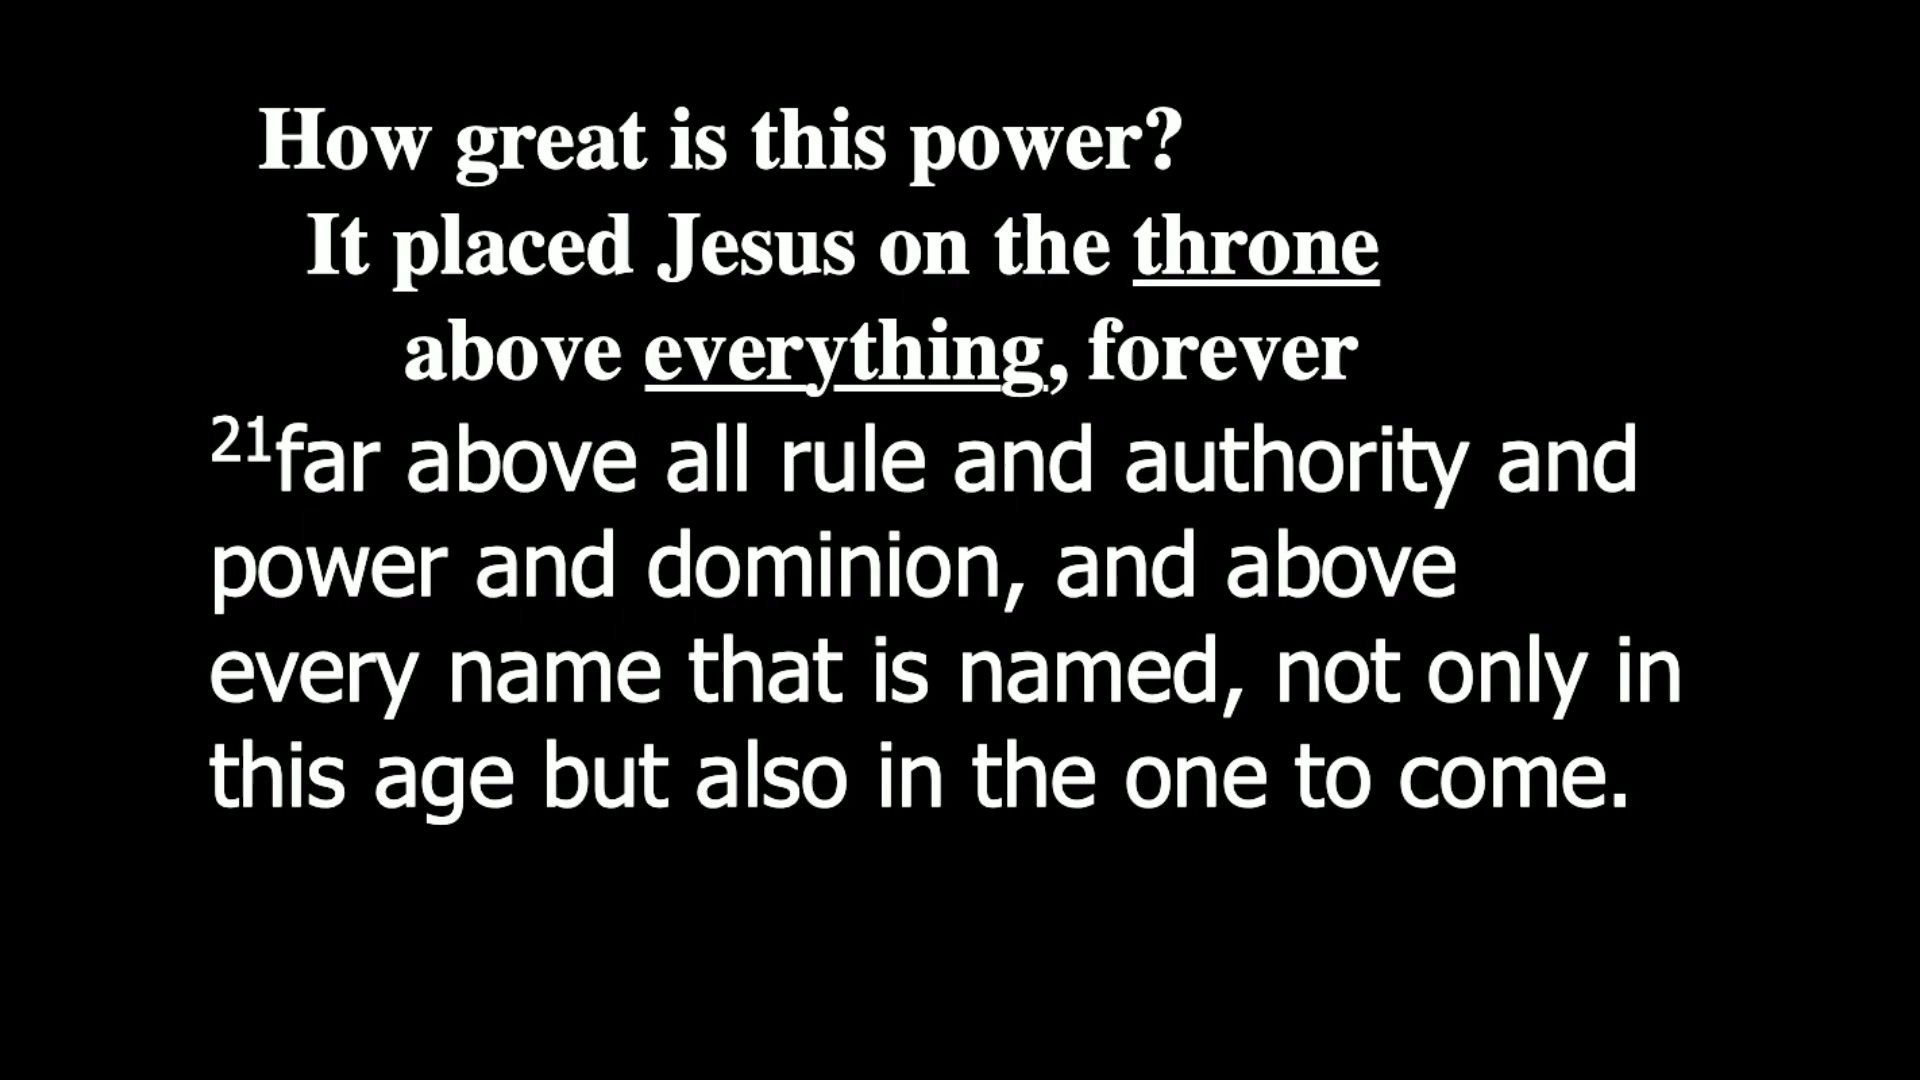 How great is this power?
It placed Jesus on the throne
above everything, forever
21far above all rule and authority and
power and dominion, and above
every name that is named, not only in
this age but also in the one to come.